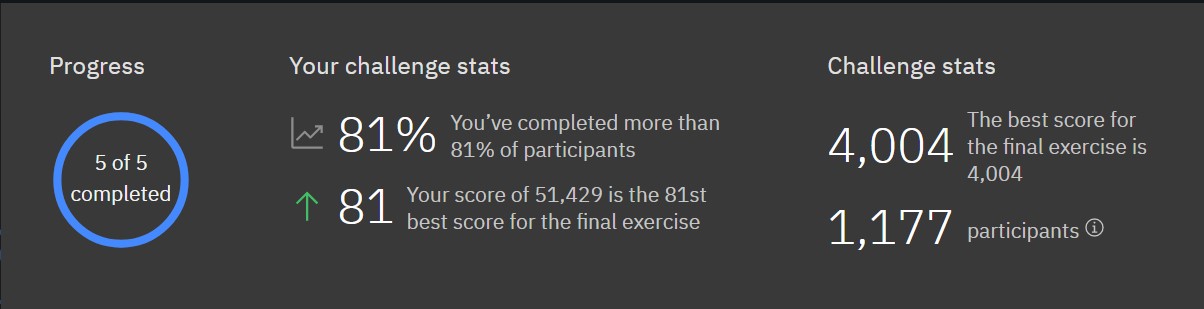 Progress
5 of 5
completed
Your challenge stats
81%
You’ve completed more than
81% of participants
81
Your score of 51,429 is the 81st
best score for the final exercise
Challenge stats
4,004
The best score for
the final exercise is
4,004
1,177
participants